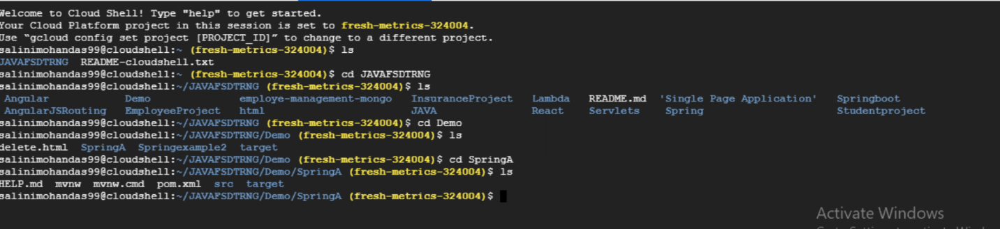 Welcome to Cloud Shell! Type "help" to get started.
Your Cloud Platform project in this session is set to fresh-metrics-324004.
Use “gcloud config set project [PROJECT_ID]” to change to a different project.
salinimohandas99@cloudshell:~ (fresh-metrics-324004)$ ls
JAVAFSDTRNG README-cloudshell.txt
salinimohandas99@cloudshell:~ (fresh-metrics-324004)$ cd JAVAFSDTRNG
salinimohandas99@cloudshell:~/JAVAFSDTRNG (fresh-metrics-324004)$ ls
Angular Demo employe-management-mongo InsuranceProject Lambda README.md 'Single Page Application' Springboot
AngularJSRouting EmployeeProject html JAVA React Servlets Spring Studentproject
salinimohandas99@cloudshell:~/JAVAFSDTRNG (fresh-metrics-324004)$ cd Demo
salinimohandas99@cloudshell:~/JAVAFSDTRNG/Demo (fresh-metrics-324004)$ ls
delete.html SpringA Springexample2 target
salinimohandas99@cloudshell:~/JAVAFSDTRNG/Demo (fresh-metrics-324004)$ cd SpringA
salinimohandas99@cloudshell:~/JAVAFSDTRNG/Demo/SpringA (fresh-metrics-324004)$ ls
HELP.md mvnw mvnw.cmd pom.xml src target
salinimohandas99@cloudshell:~/JAVAFSDTRNG/Demo/SpringA (fresh-metrics-324004)$
Activate Windows